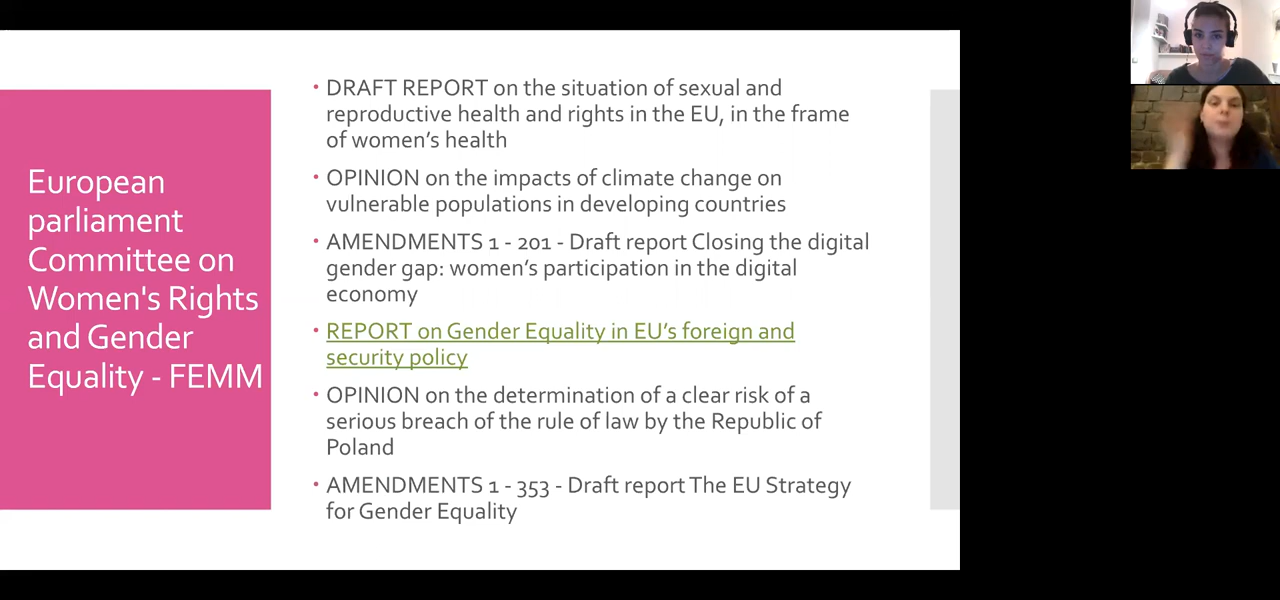 European
parliament
Committee on
Women's Rights
and Gender
Equality - FEMM
• DRAFT REPORT on the situation of sexual and
reproductive health and rights in the EU, in the frame
of women’s health
• OPINION on the impacts of climate change on
vulnerable populations in developing countries
• AMENDMENTS 1 - 201 - Draft report Closing the digital
gender gap: women’s participation in the digital
economy
• REPORT on Gender Equality in EU’s foreign and
security policy
• OPINION on the determination of a clear risk of a
serious breach of the rule of law by the Republic of
Poland
• AMENDMENTS 1 - 353 - Draft report The EU Strategy
for Gender Equality